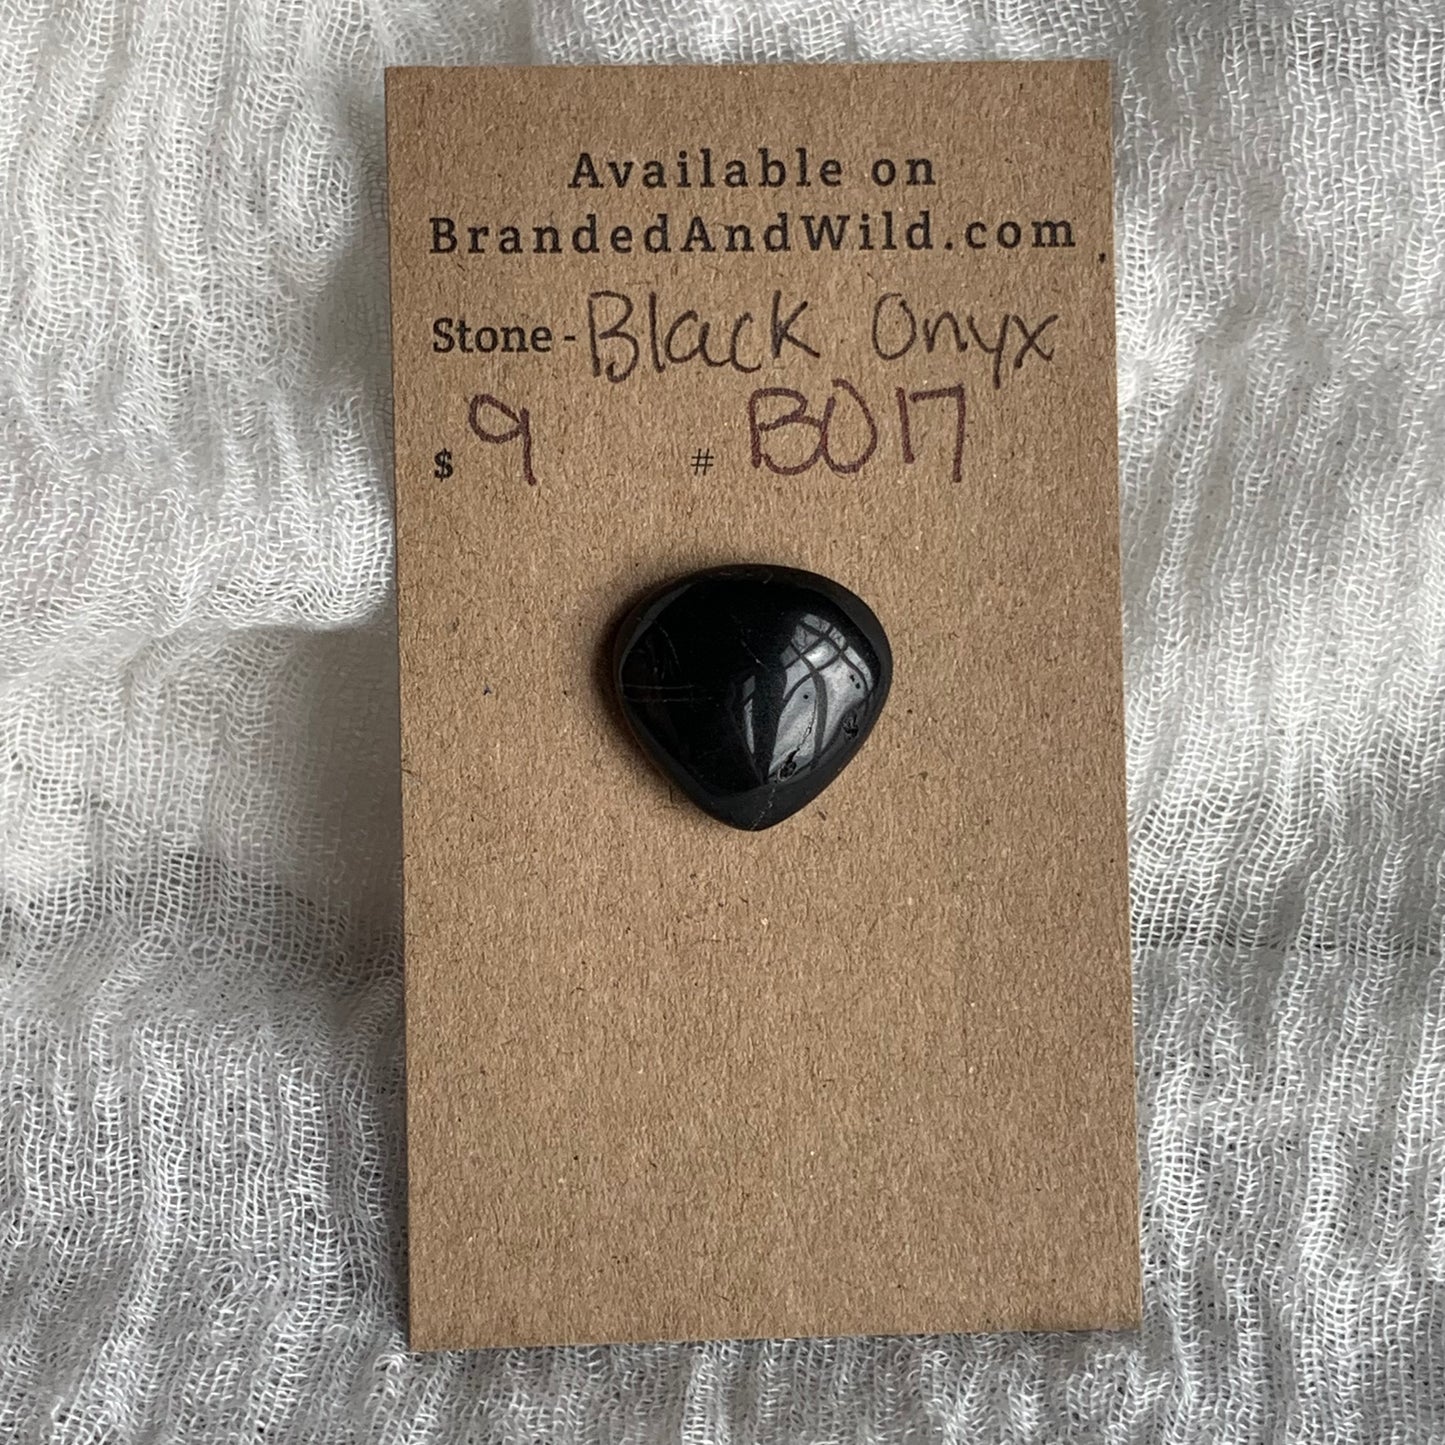 Available on
BrandedAndWild.com
Stone - Black Onyx
$ 9 # BO17